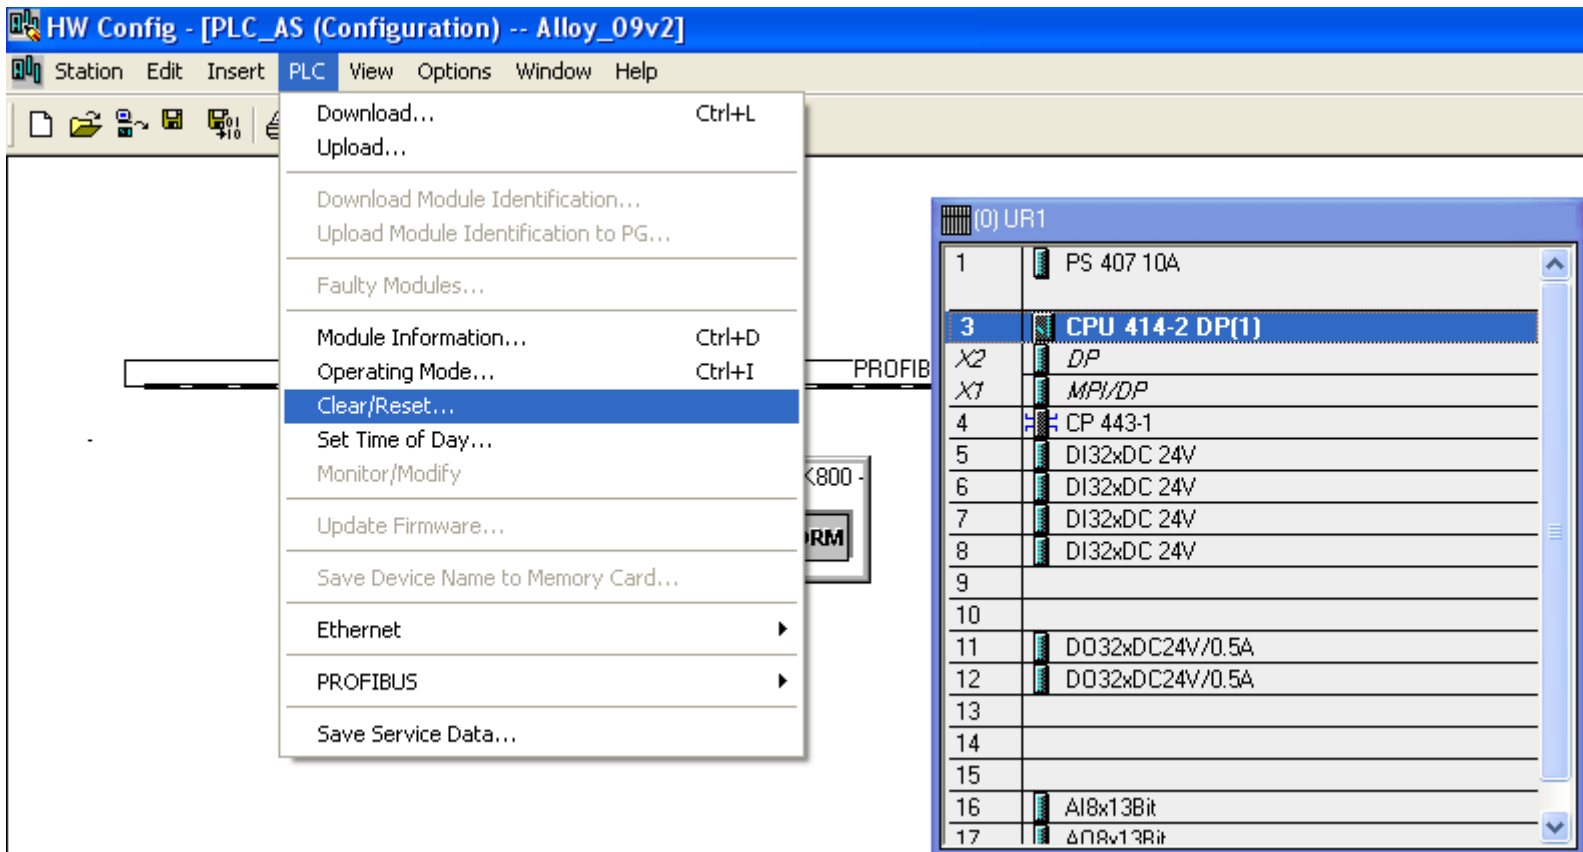 HW Config - [PLC_AS (Configuration) -- Alloy_09v2]
Station Edit Insert PLC View Options Window Help
Download... Ctrl+L
Upload...
Download Module Identification...
Upload Module Identification to PG...
Faulty Modules...
Module Information... Ctrl+D
Operating Mode... Ctrl+I
Clear/Reset...
Set Time of Day...
Monitor/Modify
Update Firmware...
Save Device Name to Memory Card...
Ethernet
PROFIBUS
Save Service Data...
PROFIB
(0) UR1
1 PS 407 10A
3 CPU 414-2 DP(1)
X2 DP
X1 MPI/DP
4 CP 443-1
5 DI32xDC 24V
6 DI32xDC 24V
7 DI32xDC 24V
8 DI32xDC 24V
9
10
11 DO32xDC24V/0.5A
12 DO32xDC24V/0.5A
13
14
15
16 AI8x13Bit
17 AO8x13Bit